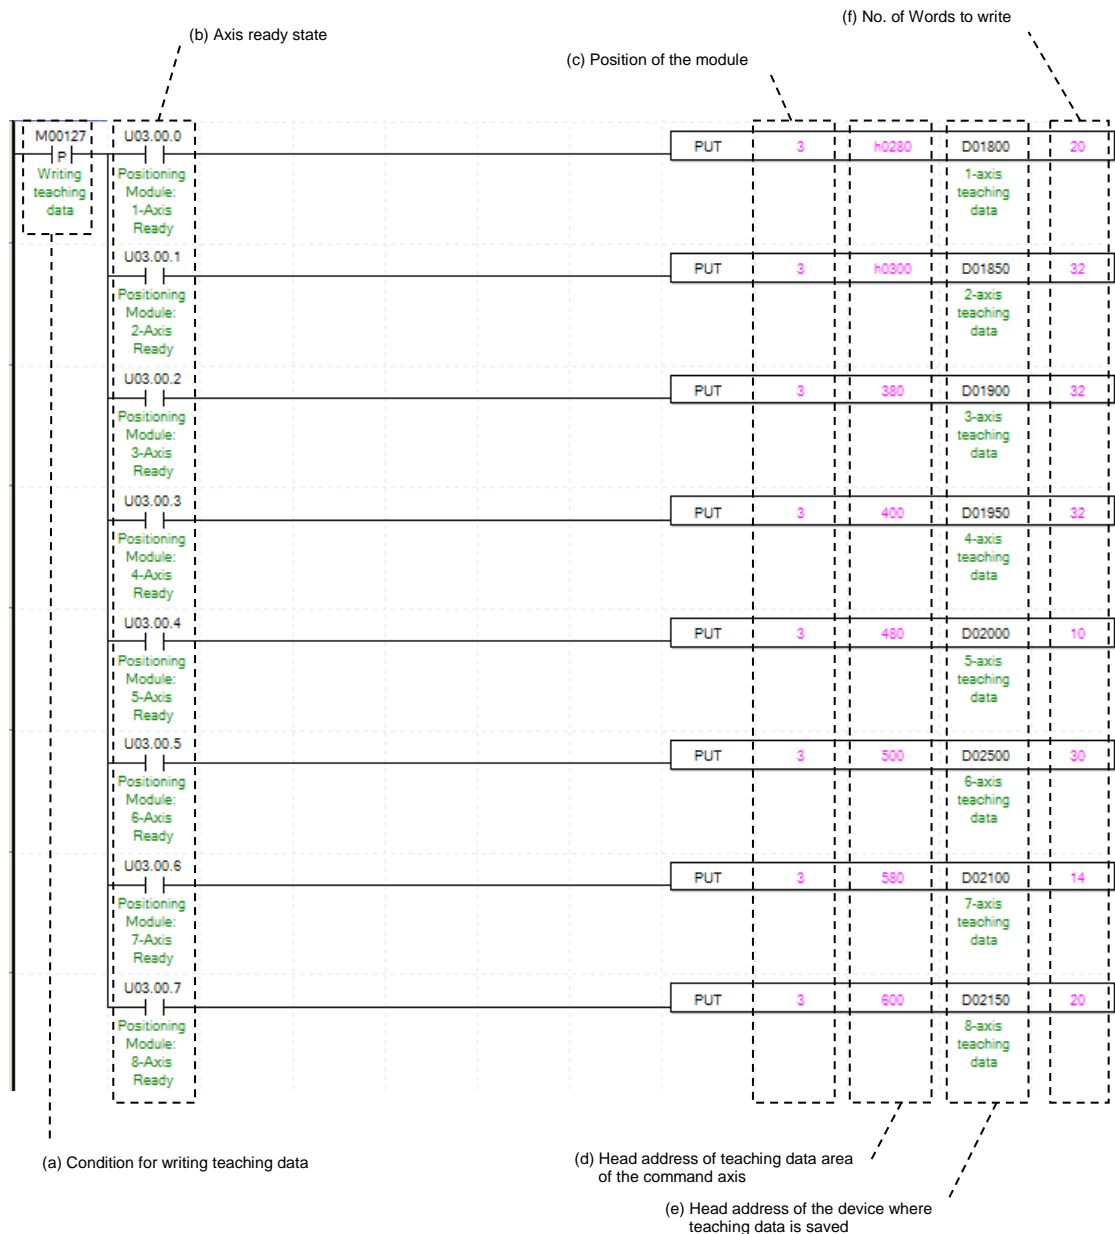 (f) No. of Words to write
(b) Axis ready state
(c) Position of the module
M00127
P
Writing
teaching
data
U03.00.0
Positioning
Module:
1-Axis
Ready
PUT 3 h0280 D01800 20
1-axis
teaching
data
U03.00.1
Positioning
Module:
2-Axis
Ready
PUT 3 h0300 D01850 32
2-axis
teaching
data
U03.00.2
Positioning
Module:
3-Axis
Ready
PUT 3 380 D01900 32
3-axis
teaching
data
U03.00.3
Positioning
Module:
4-Axis
Ready
PUT 3 400 D01950 32
4-axis
teaching
data
U03.00.4
Positioning
Module:
5-Axis
Ready
PUT 3 480 D02000 10
5-axis
teaching
data
U03.00.5
Positioning
Module:
6-Axis
Ready
PUT 3 500 D02500 30
6-axis
teaching
data
U03.00.6
Positioning
Module:
7-Axis
Ready
PUT 3 580 D02100 14
7-axis
teaching
data
U03.00.7
Positioning
Module:
8-Axis
Ready
PUT 3 600 D02150 20
8-axis
teaching
data
(a) Condition for writing teaching data
(d) Head address of teaching data area
of the command axis
(e) Head address of the device where
teaching data is saved